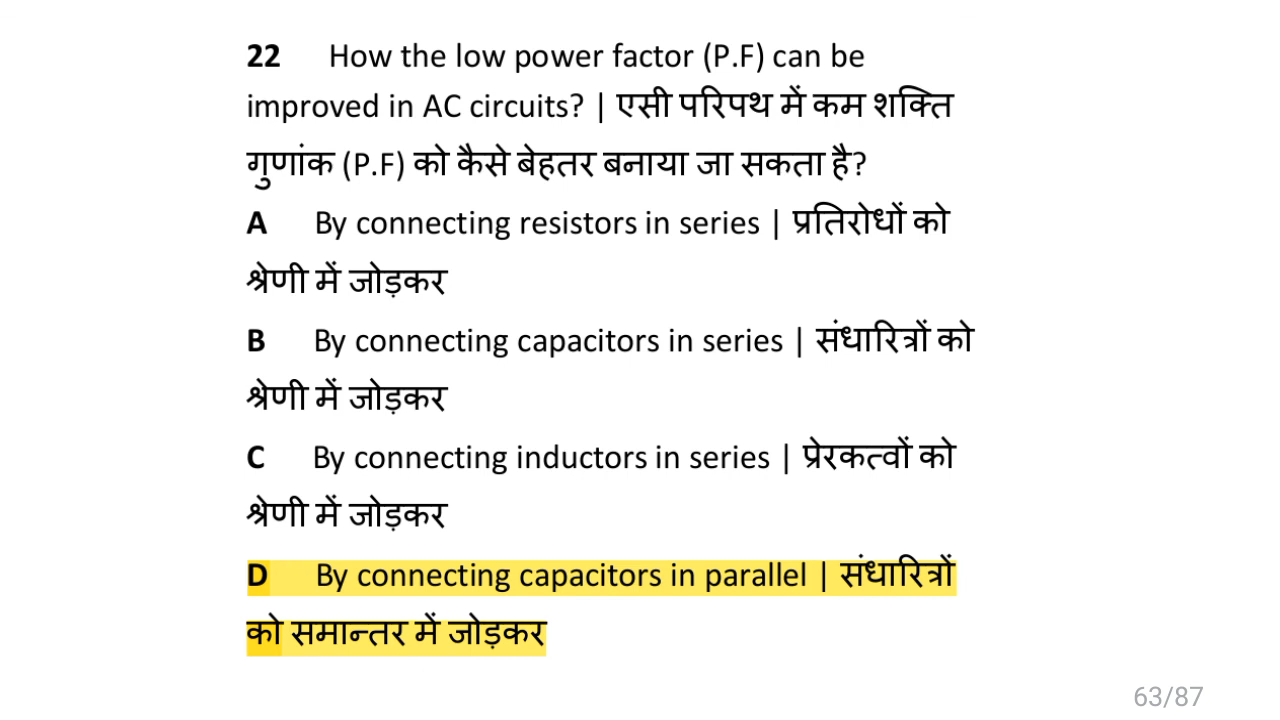 22 How the low power factor (P.F) can be
improved in AC circuits? | एसी परिपथ में कम शक्ति
गुणांक (P.F) को कैसे बेहतर बनाया जा सकता है?
A By connecting resistors in series | प्रतिरोधों को
श्रेणी में जोड़कर
B By connecting capacitors in series | संधारित्रों को
श्रेणी में जोड़कर
C By connecting inductors in series | प्रेरकत्वों को
श्रेणी में जोड़कर
D By connecting capacitors in parallel | संधारित्रों
को समान्तर में जोड़कर
63/87